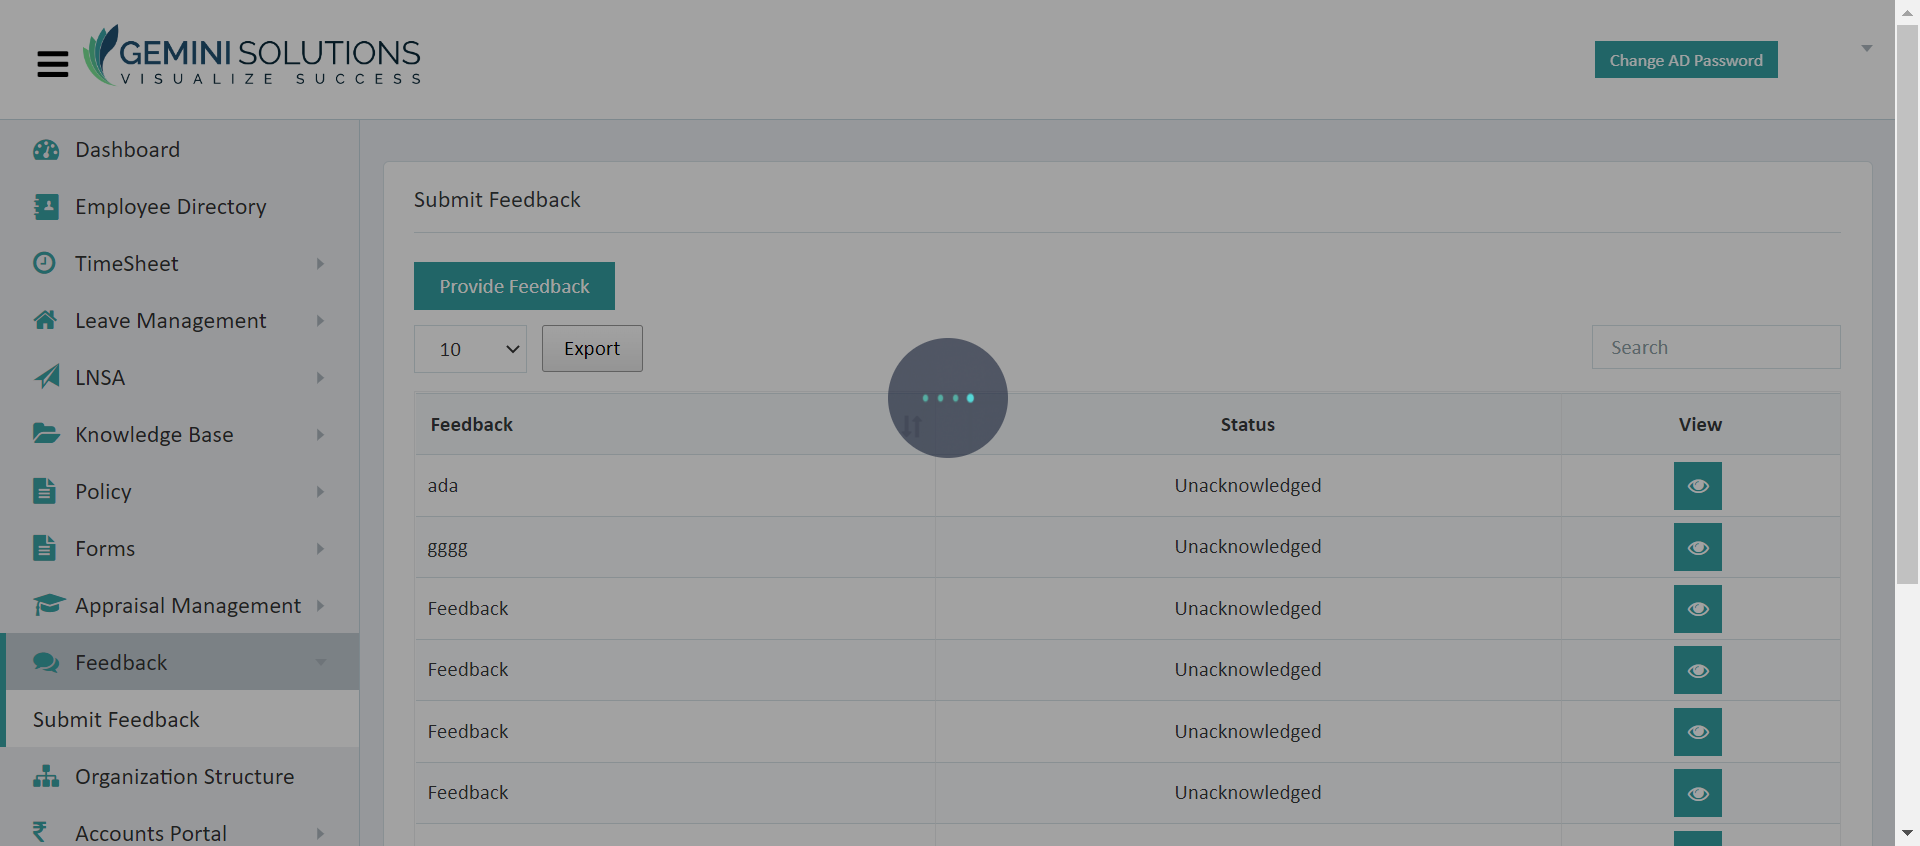 GEMINI SOLUTIONS
VISUALIZE SUCCESS
Change AD Password
Dashboard
Employee Directory
TimeSheet
Leave Management
LNSA
Knowledge Base
Policy
Forms
Appraisal Management
Feedback
Submit Feedback
Organization Structure
Accounts Portal
Submit Feedback
Provide Feedback
10
Export
Search
Feedback Status View
ada Unacknowledged
gggg Unacknowledged
Feedback Unacknowledged
Feedback Unacknowledged
Feedback Unacknowledged
Feedback Unacknowledged